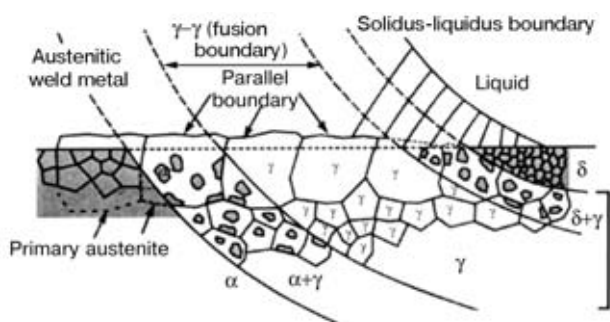 Solidus-liquidus boundary
γ–γ (fusion
boundary)
Austenitic
weld metal
Parallel
boundary
Liquid
γ
γ
γ
γ
δ
γ
γ
γ
γ
γ
γ
γ
γ
γ
γ
γ
δ+γ
Primary austenite
α
α+γ
γ